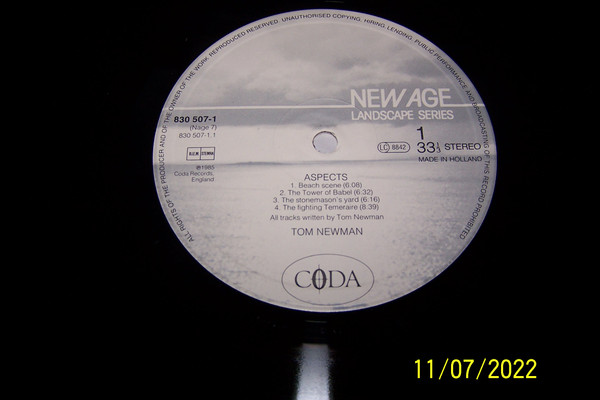 ALL RIGHTS OF THE PRODUCER AND OF THE OWNER OF THE WORK REPRODUCED RESERVED. UNAUTHORISED COPYING, HIRING, LENDING, PUBLIC PERFORMANCE AND BROADCASTING OF THIS RECORD PROHIBITED.
NEW AGE
LANDSCAPE SERIES
830 507-1
(Nage 7)
830 507-1.1
B.I.E.M. STEMRA
℗ 1985
Coda Records,
England
1
LC 8842
33⅓ STEREO
MADE IN HOLLAND
ASPECTS
1. Beach scene (6.08)
2. The Tower of Babel (6:32)
3. The stonemason's yard (6:16)
4. The fighting Temeraire (8:39)
All tracks written by Tom Newman
TOM NEWMAN
CODA
11/07/2022